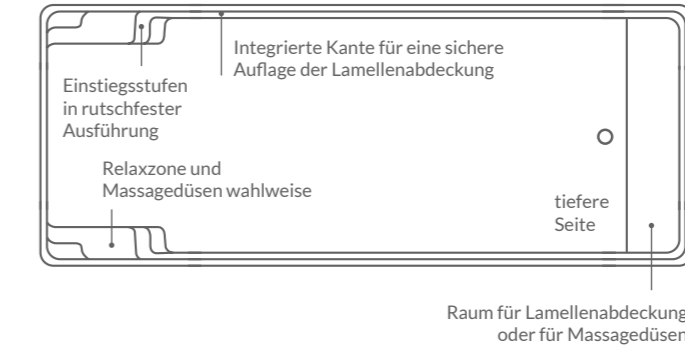 Integrierte Kante für eine sichere
Auflage der Lamellenabdeckung
Einstiegsstufen
in rutschfester
Ausführung
Relaxzone und
Massagedüsen wahlweise
tiefere
Seite
Raum für Lamellenabdeckung
oder für Massagedüsen